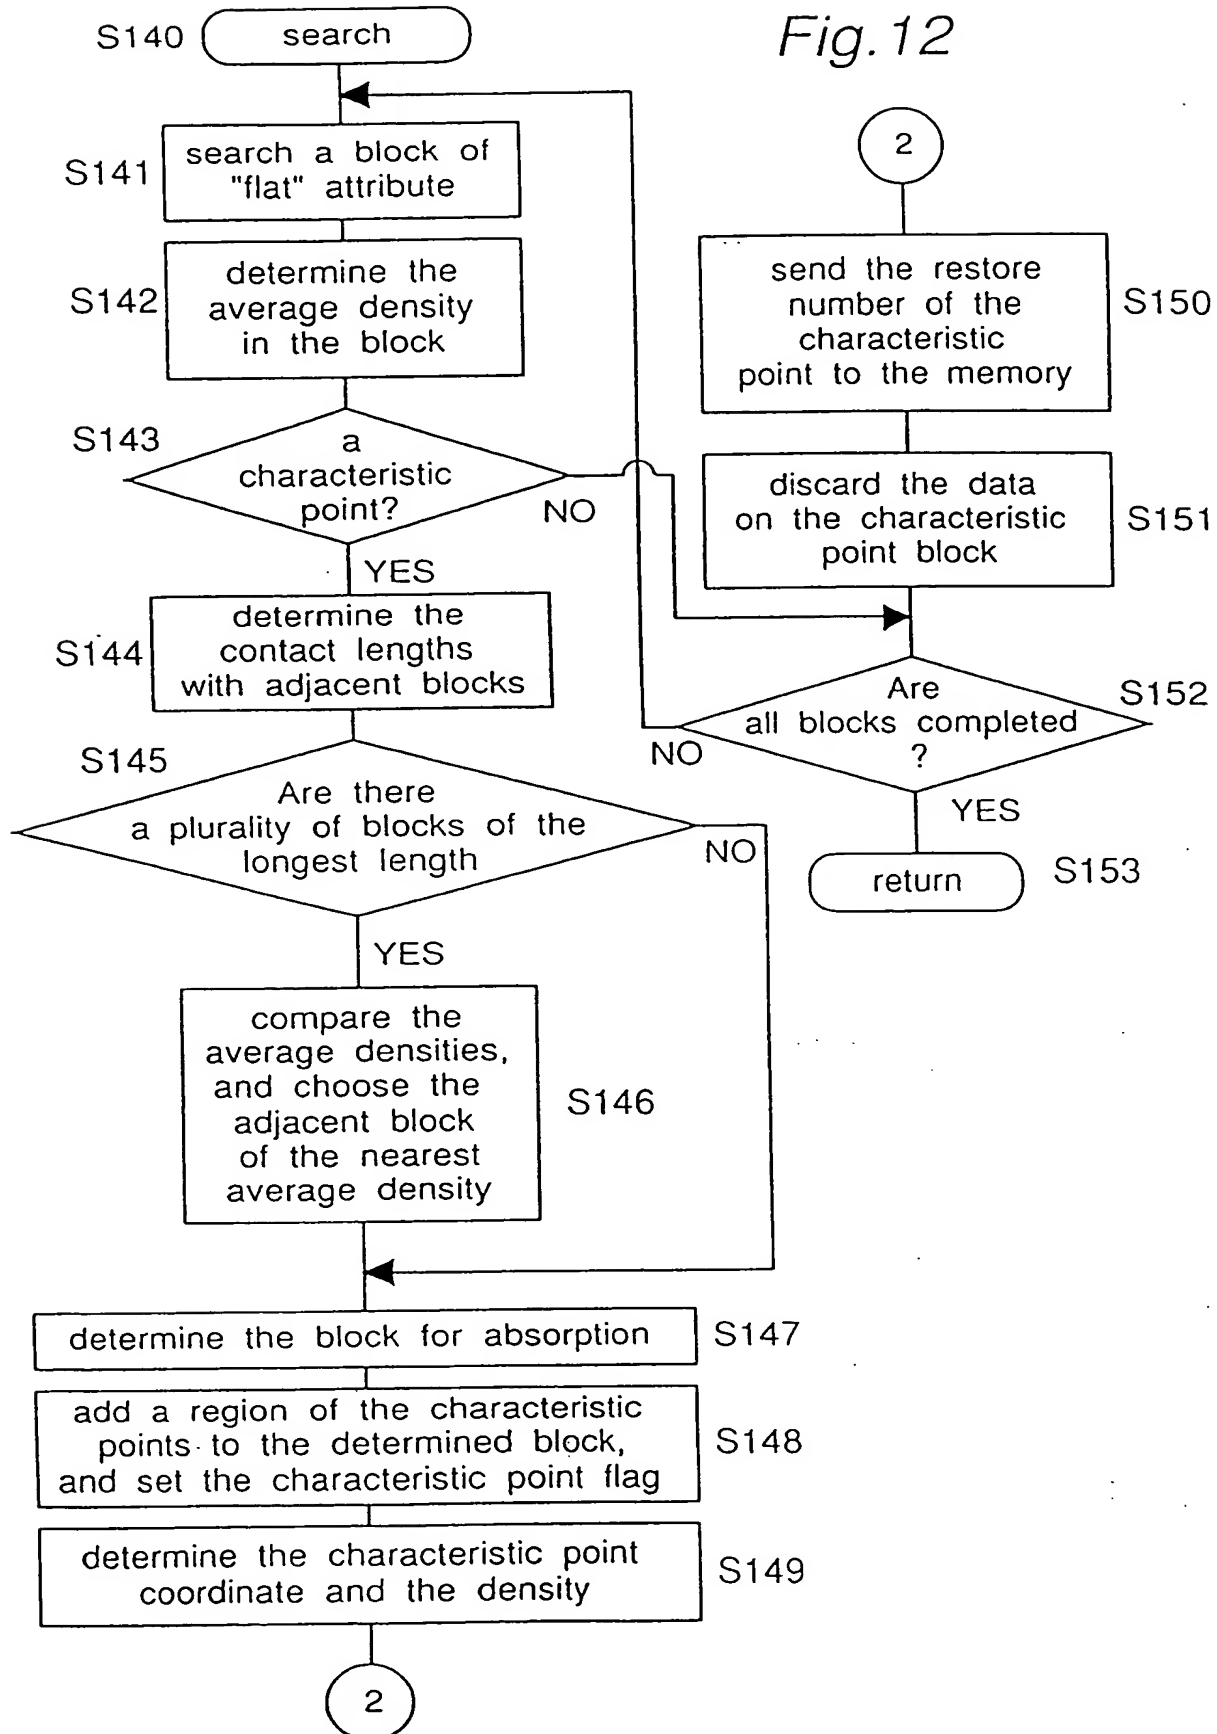 Fig.12
S140
search
S141
search a block of
"flat" attribute
S142
determine the
average density
in the block
S143
a
characteristic
point?
NO
YES
S144
determine the
contact lengths
with adjacent blocks
S145
Are there
a plurality of blocks of the
longest length
NO
YES
compare the
average densities,
and choose the
adjacent block
of the nearest
average density
S146
determine the block for absorption
S147
add a region of the characteristic
points to the determined block,
and set the characteristic point flag
S148
determine the characteristic point
coordinate and the density
S149
2
2
send the restore
number of the
characteristic
point to the memory
S150
discard the data
on the characteristic
point block
S151
Are
all blocks completed
?
S152
NO
YES
return
S153